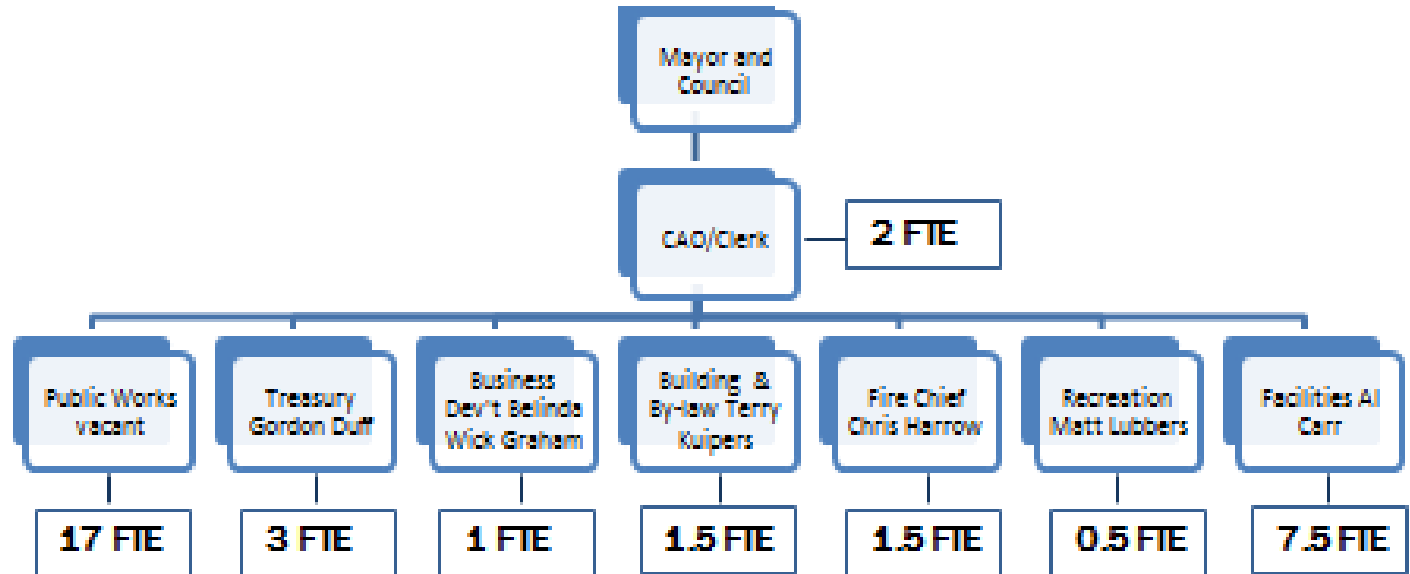 Mayor and
Council
CAO/Clerk
2 FTE
Public Works
vacant
Treasury
Gordon Duff
Business
Dev't Belinda
Wick Graham
Building &
By-law Terry
Kuipers
Fire Chief
Chris Harrow
Recreation
Matt Lubbers
Facilities Al
Carr
17 FTE
3 FTE
1 FTE
1.5 FTE
1.5 FTE
0.5 FTE
7.5 FTE